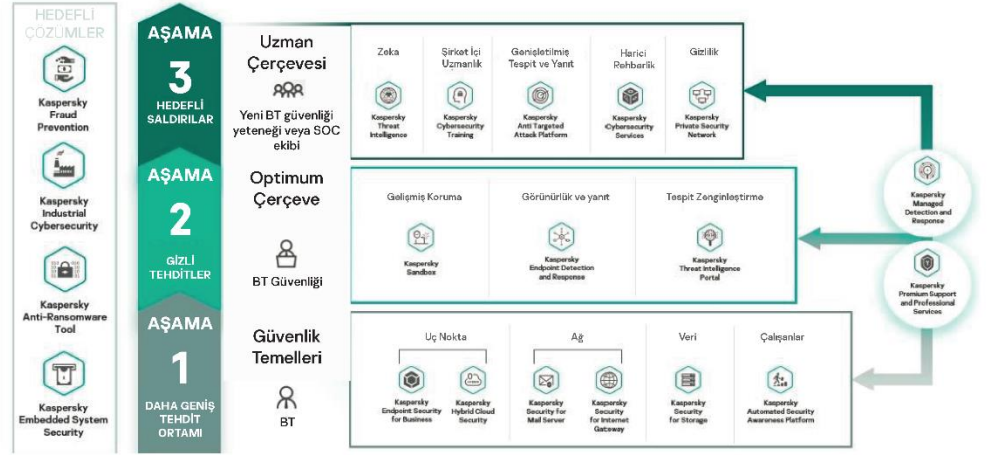 HEDEFLİ
ÇÖZÜMLER
Kaspersky
Fraud
Prevention
Kaspersky
Industrial
Cybersecurity
Kaspersky
Anti-Ransomware
Tool
Kaspersky
Embedded System
Security
AŞAMA
3
HEDEFLİ
SALDIRILAR
Uzman
Çerçevesi
Yeni BT güvenliği
yeteneği veya SOC
ekibi
Zeka
Kaspersky
Threat
Intelligence
Şirket İçi
Uzmanlık
Kaspersky
Cybersecurity
Training
Genişletilmiş
Tespit ve Yanıt
Kaspersky
Anti Targeted
Attack Platform
Harici
Rehbarlik
Kaspersky
Cybersecurity
Services
Gizlilik
Kaspersky
Private Security
Network
AŞAMA
2
GİZLİ
TEHDİTLER
Optimum
Çerçeve
BT Güvenliği
Gelişmiş Koruma
Kaspersky
Sandbox
Görünürlük ve yanıt
Kaspersky
Endpoint Detection
and Response
Tespit Zenginleştirme
Kaspersky
Threat Intelligence
Portal
AŞAMA
1
DAHA GENİŞ
TEHDİT
ORTAMI
Güvenlik
Temelleri
BT
Uç Nokta
Kaspersky
Endpoint Security
for Business
Kaspersky
Hybrid Cloud
Security
Ağ
Kaspersky
Security for
Mail Server
Kaspersky
Security
for Internet
Gateway
Veri
Kaspersky
Security
for Storage
Çalışanlar
Kaspersky
Automated Security
Awareness Platform
Kaspersky
Managed
Detection and
Response
Kaspersky
Premium Support
and Professional
Services